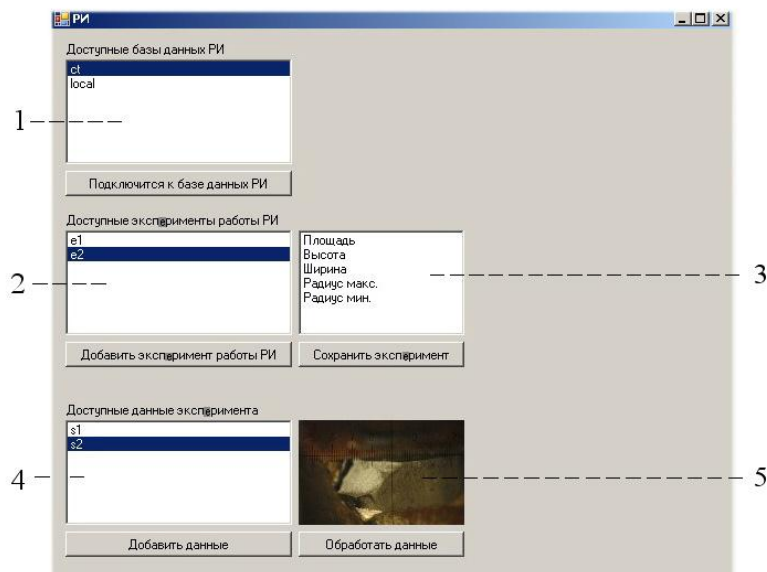 РИ
Доступные базы данных РИ
ct
local
1
Подключится к базе данных РИ
Доступные эксперименты работы РИ
e1
e2
2
Площадь
Высота
Ширина
Радиус макс.
Радиус мин.
3
Добавить эксперимент работы РИ
Сохранить эксперимент
Доступные данные эксперимента
s1
s2
4
5
Добавить данные
Обработать данные